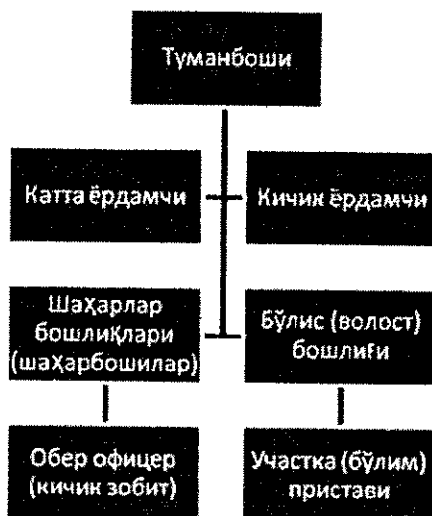 Туманбоши
Катта ёрдамчи
Кичик ёрдамчи
Шаҳарлар
бошлиқлари
(шаҳарбошилар)
Бўлис (волост)
бошлиғи
Обер офицер
(кичик зобит)
Участка (бўлим)
пристави